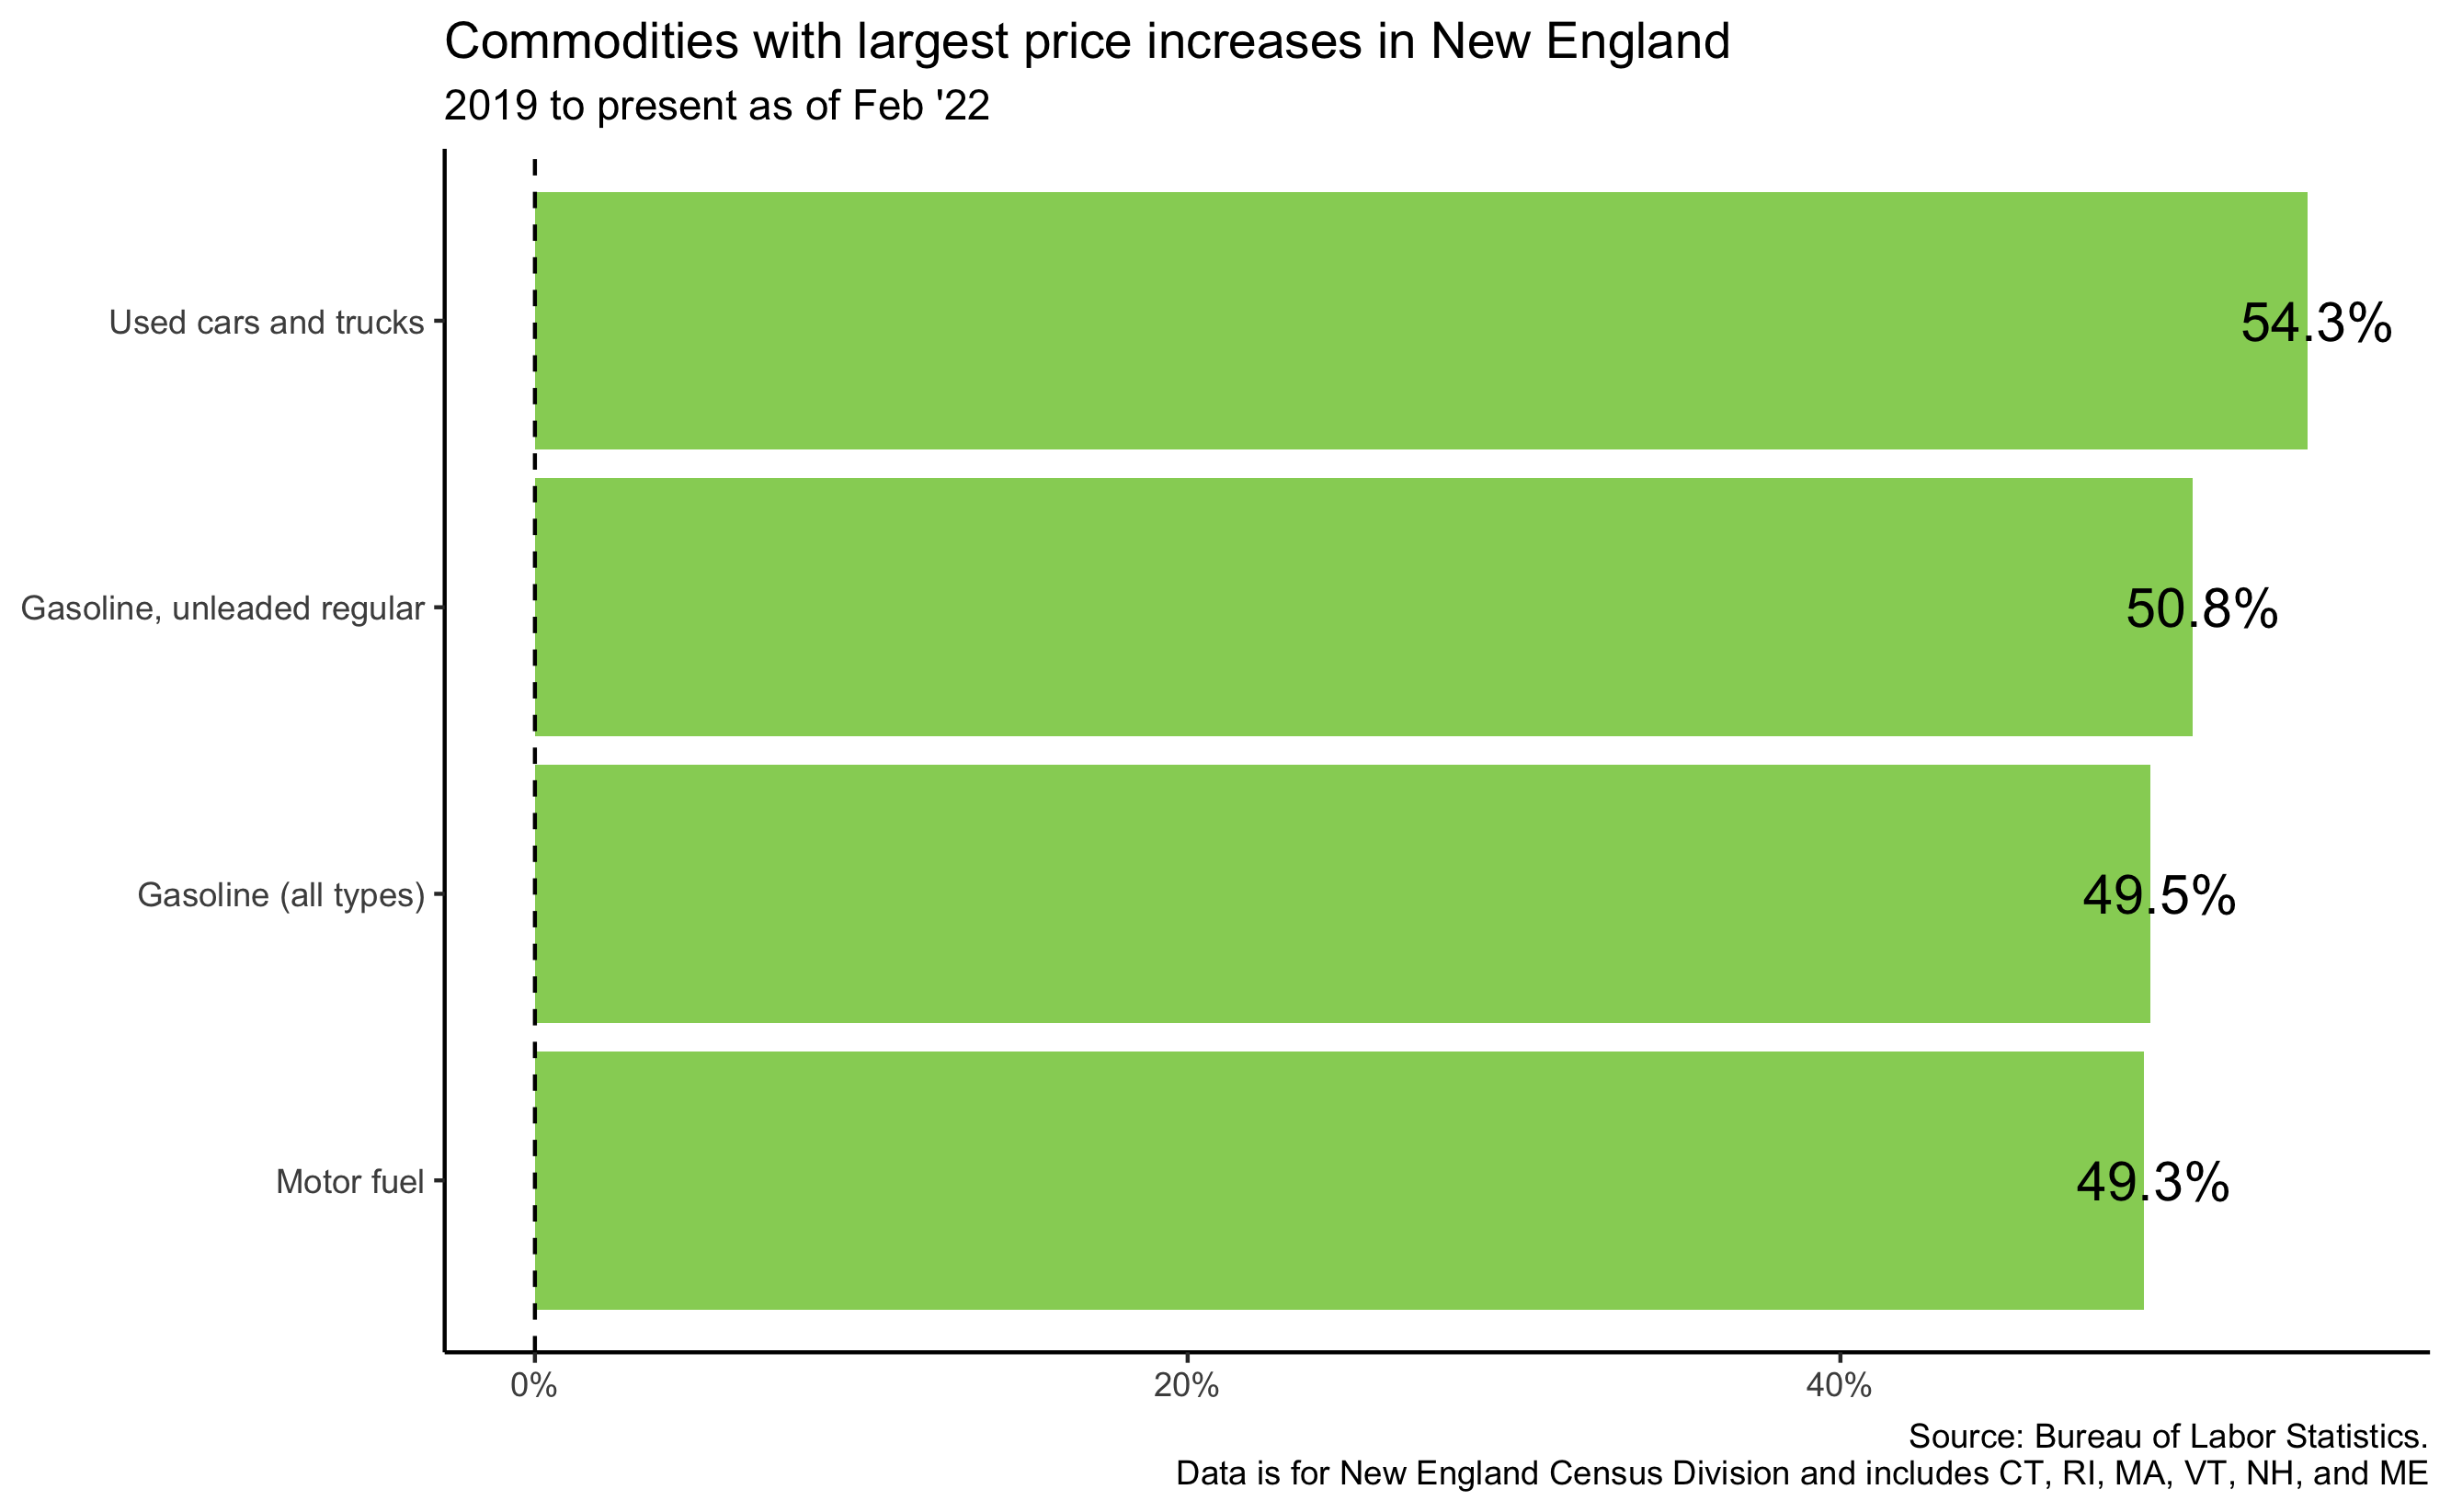 Commodities with largest price increases in New England
2019 to present as of Feb '22
Used cars and trucks
54.3%
Gasoline, unleaded regular
50.8%
Gasoline (all types)
49.5%
Motor fuel
49.3%
0%
20%
40%
Source: Bureau of Labor Statistics.
Data is for New England Census Division and includes CT, RI, MA, VT, NH, and ME